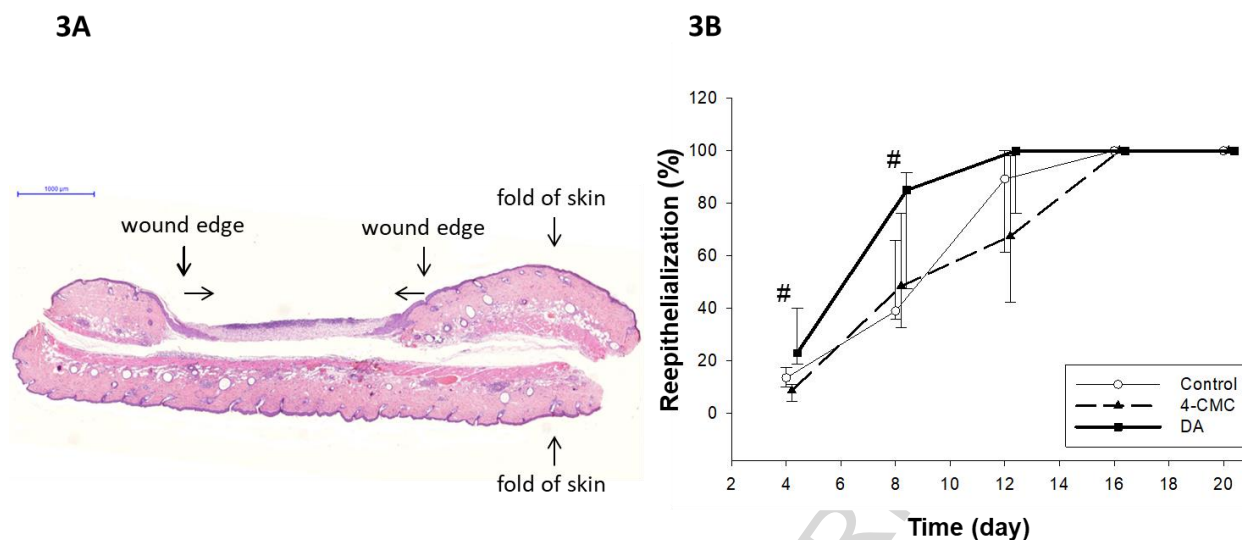 3A
3B
1000 µm
fold of skin
wound edge
wound edge
fold of skin
Reepithelialization (%)
120
100
80
60
40
20
0
#
#
Control
4-CMC
DA
2 4 6 8 10 12 14 16 18 20
Time (day)